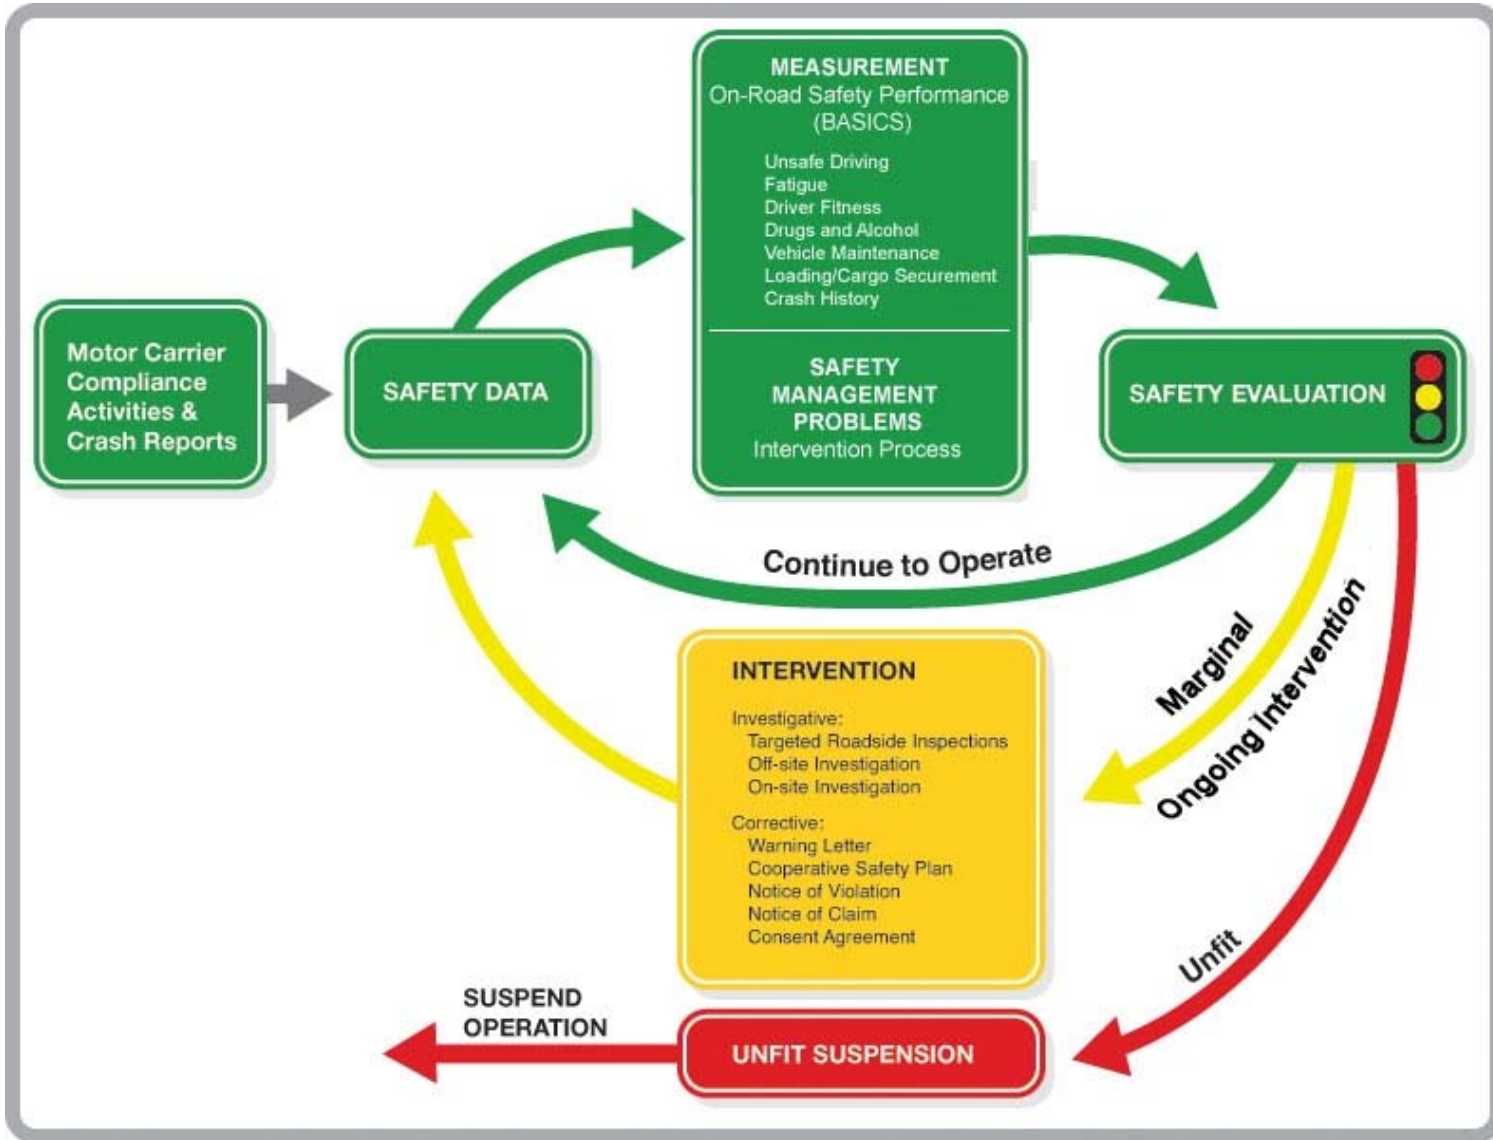 MEASUREMENT
On-Road Safety Performance
(BASICS)
Unsafe Driving
Fatigue
Driver Fitness
Drugs and Alcohol
Vehicle Maintenance
Loading/Cargo Securement
Crash History
SAFETY
MANAGEMENT
PROBLEMS
Intervention Process
Motor Carrier
Compliance
Activities &
Crash Reports
SAFETY DATA
SAFETY EVALUATION
Continue to Operate
Marginal
Ongoing Intervention
Unfit
INTERVENTION
Investigative:
Targeted Roadside Inspections
Off-site Investigation
On-site Investigation
Corrective:
Warning Letter
Cooperative Safety Plan
Notice of Violation
Notice of Claim
Consent Agreement
SUSPEND
OPERATION
UNFIT SUSPENSION